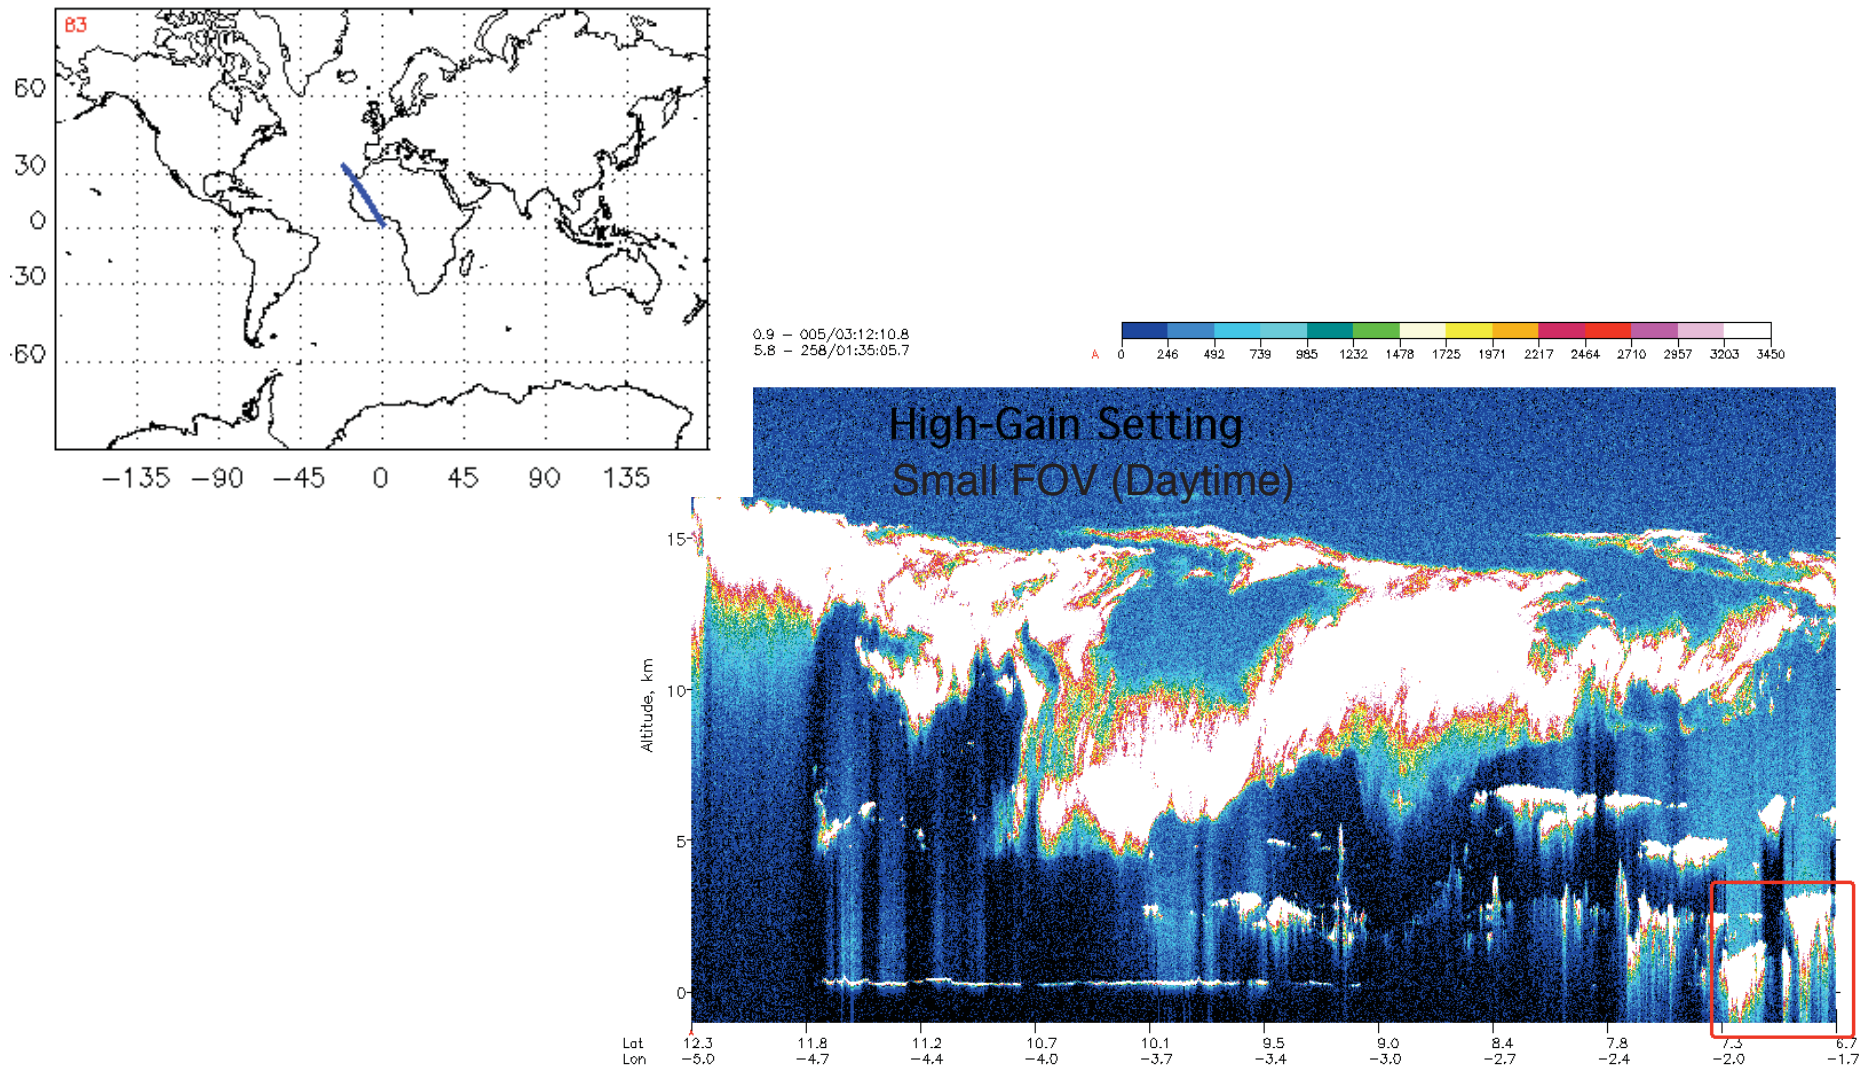 B3
60
30
0
-30
-60
-135 -90 -45 0 45 90 135
0.9 - 005/03:12:10.8
5.8 - 258/01:35:05.7
A 0 246 492 739 985 1232 1478 1725 1971 2217 2464 2710 2957 3203 3450
High-Gain Setting
Small FOV (Daytime)
15
10
Altitude, km
5
0
A
Lat 12.3 11.8 11.2 10.7 10.1 9.5 9.0 8.4 7.8 7.3 6.7
Lon -5.0 -4.7 -4.4 -4.0 -3.7 -3.4 -3.0 -2.7 -2.4 -2.0 -1.7